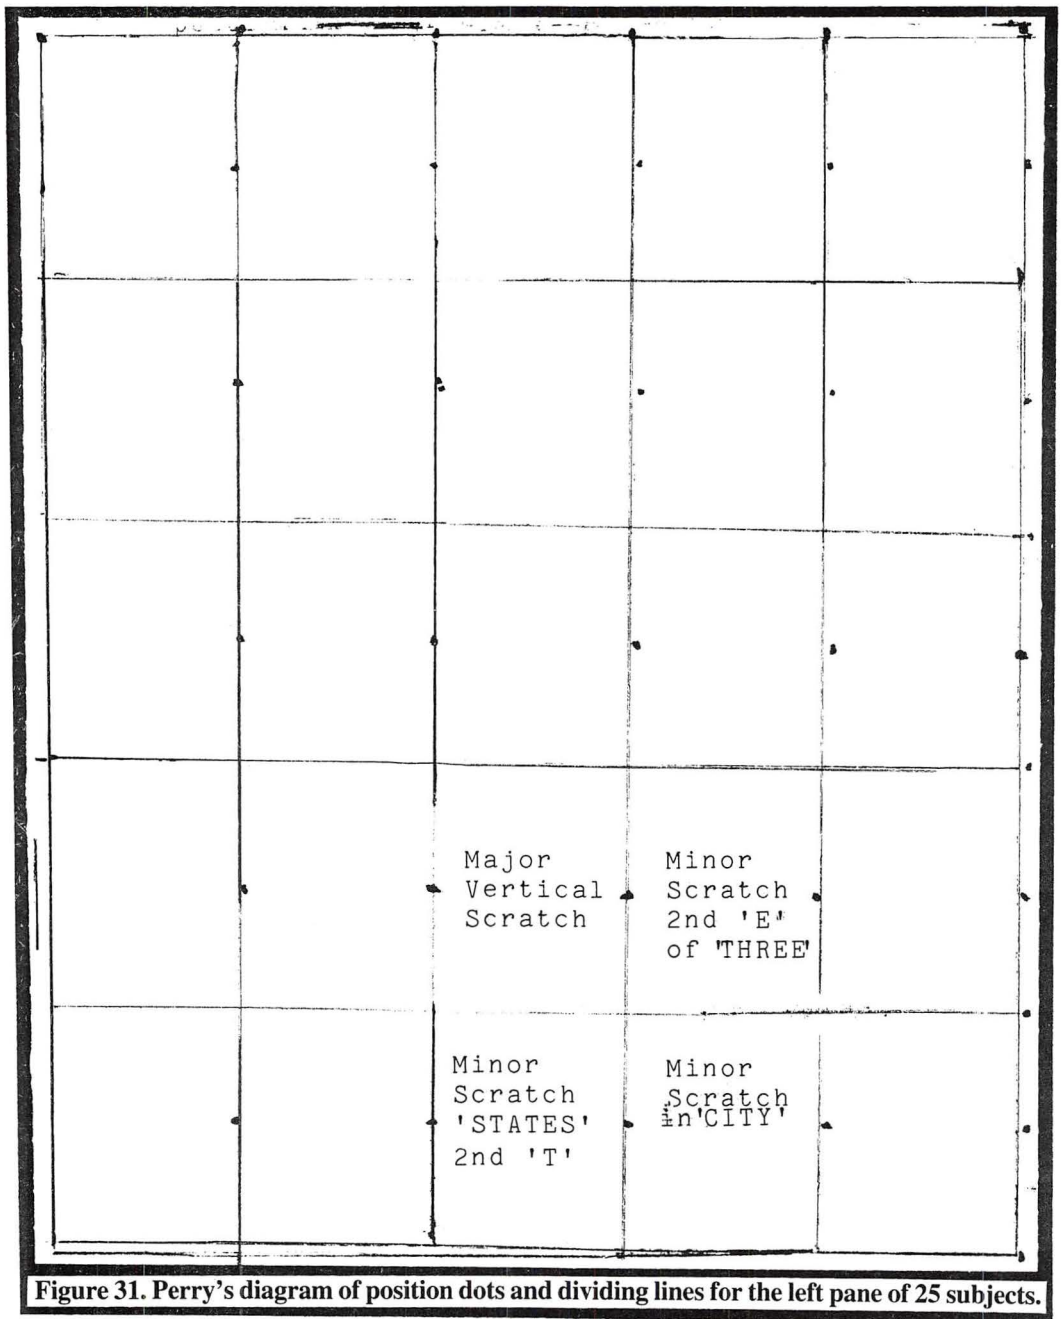 Major
Vertical
Scratch
Minor
Scratch
2nd 'E'
of 'THREE'
Minor
Scratch
'STATES'
2nd 'T'
Minor
Scratch
in 'CITY'
Figure 31. Perry's diagram of position dots and dividing lines for the left pane of 25 subjects.